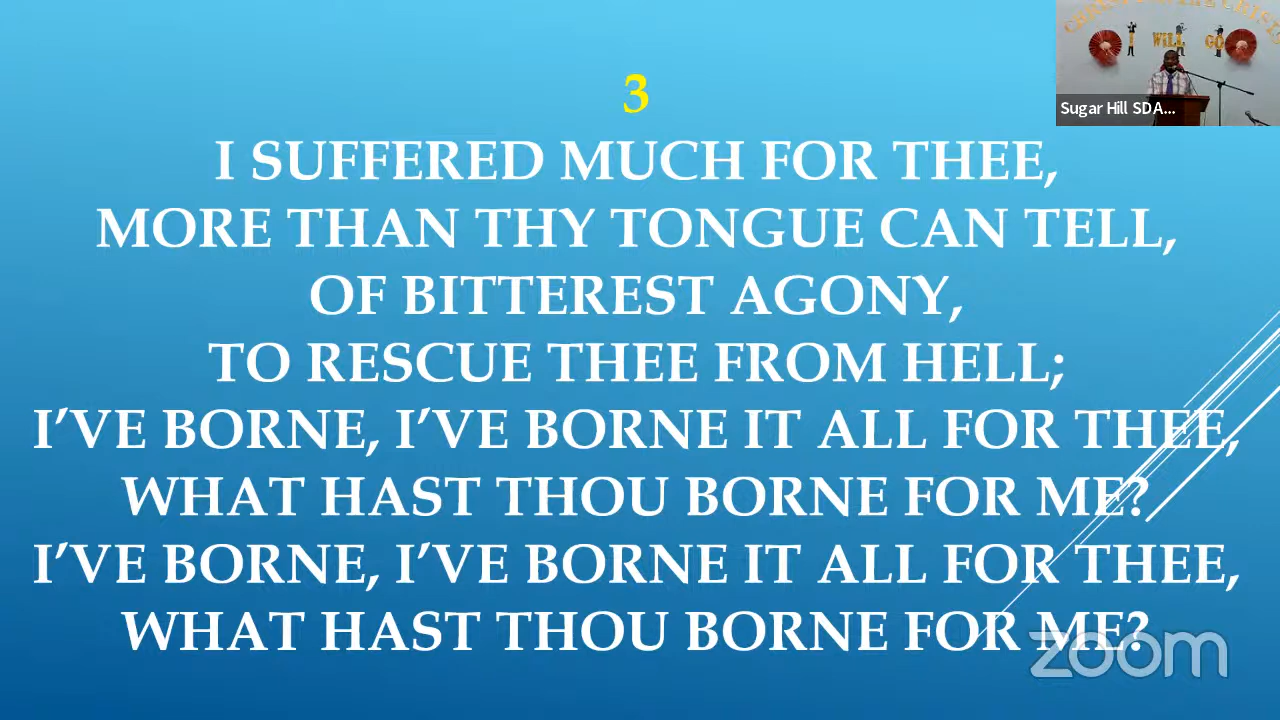 3
I SUFFERED MUCH FOR THEE,
MORE THAN THY TONGUE CAN TELL,
OF BITTEREST AGONY,
TO RESCUE THEE FROM HELL;
I’VE BORNE, I’VE BORNE IT ALL FOR THEE,
WHAT HAST THOU BORNE FOR ME?
I’VE BORNE, I’VE BORNE IT ALL FOR THEE,
WHAT HAST THOU BORNE FOR ME?
I WILL GO
Sugar Hill SDA...
zoom